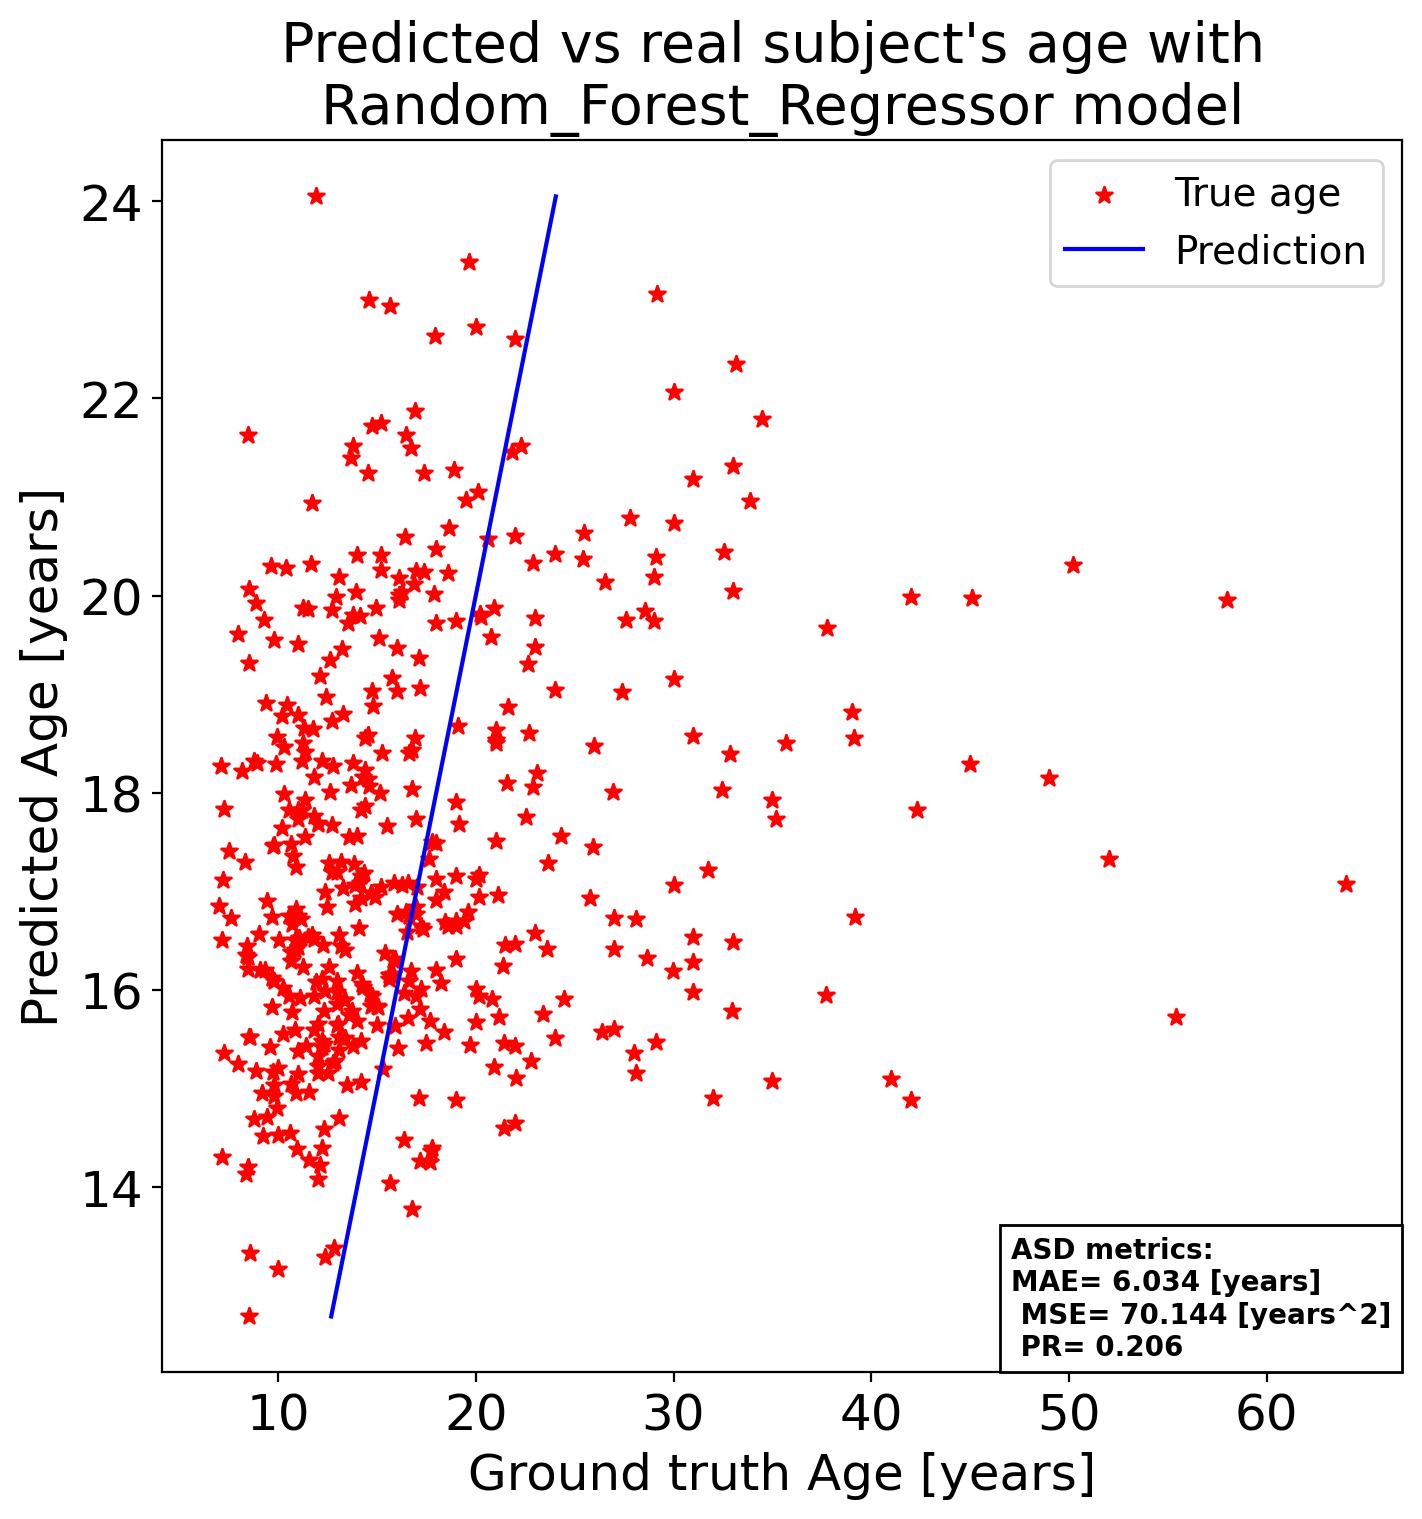 Predicted vs real subject's age with
Random_Forest_Regressor model
True age
Prediction
24
22
20
18
16
14
Predicted Age [years]
ASD metrics:
MAE= 6.034 [years]
MSE= 70.144 [years^2]
PR= 0.206
10 20 30 40 50 60
Ground truth Age [years]